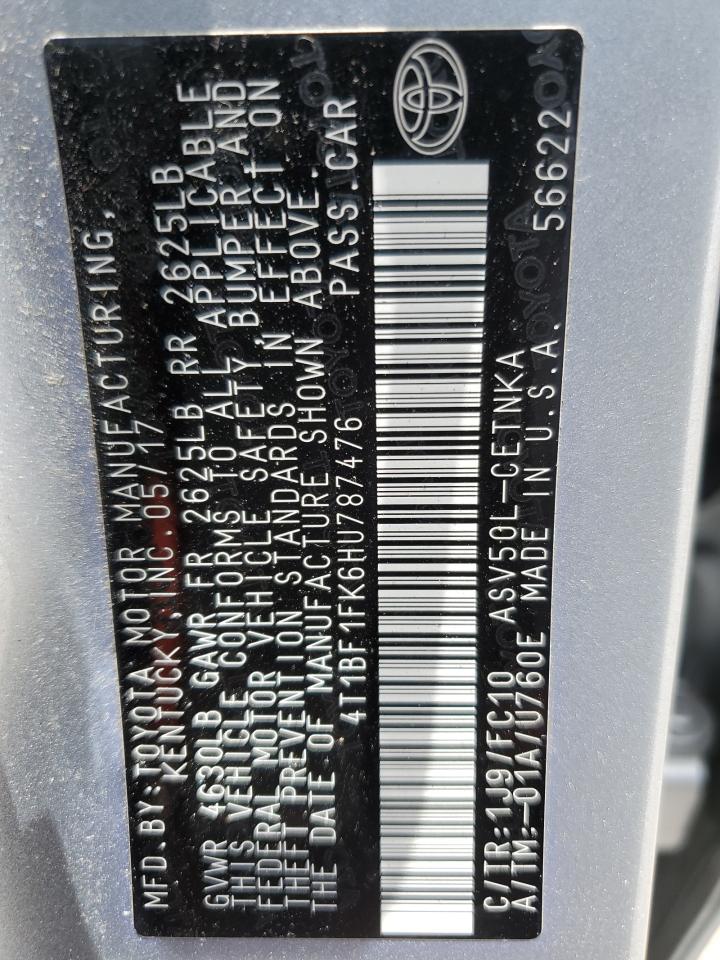 MFD.BY:TOYOTA MOTOR MANUFACTURING,
KENTUCKY,INC.05/17
GVWR 4630LB GAWR FR 2625LB RR 2625LB
THIS VEHICLE CONFORMS TO ALL APPLICABLE
FEDERAL MOTOR VEHICLE SAFETY, BUMPER AND
THEFT PREVENTION STANDARDS IN EFFECT ON
THE DATE OF MANUFACTURE SHOWN ABOVE.
4T1BF1FK6HU787476 PASS.CAR
C/TR:1J9/FC10 ASV50L-CETNKA
A/TM:-01A/U760E MADE IN U.S.A. 56622